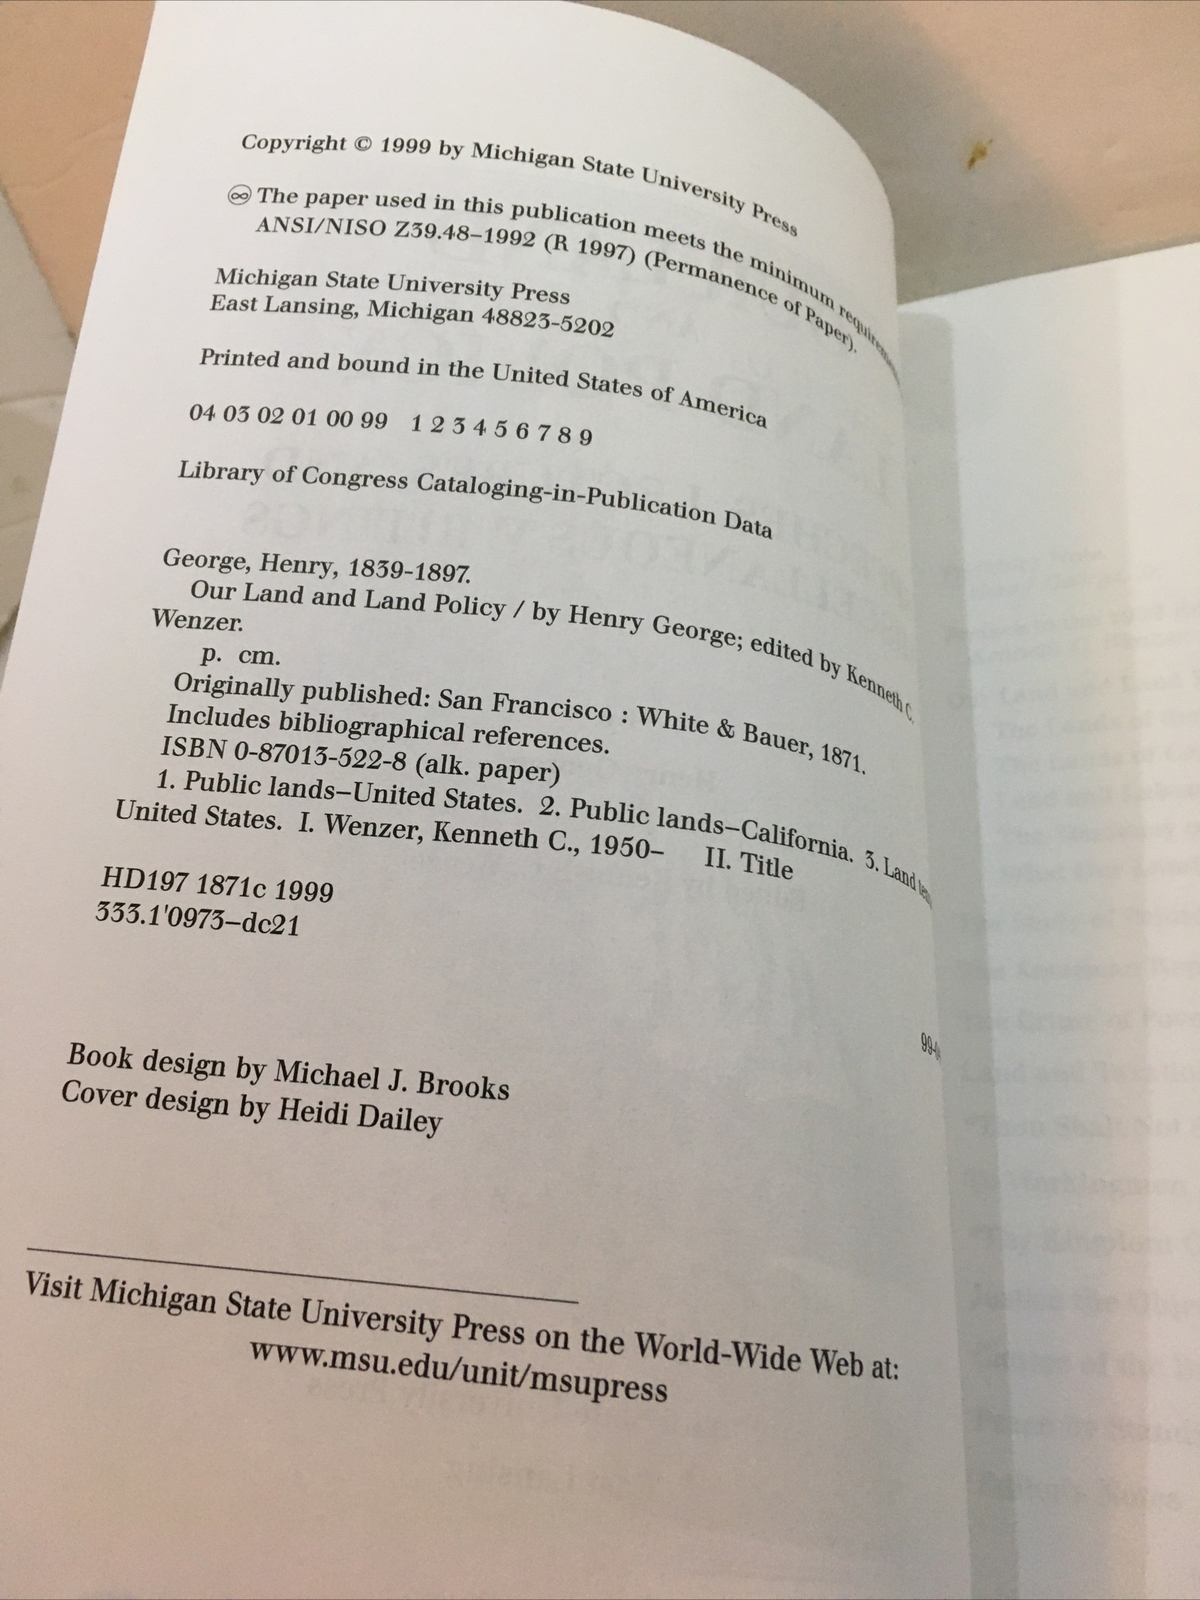 Copyright © 1999 by Michigan State University Press
♾ The paper used in this publication meets the minimum
ANSI/NISO Z39.48–1992 (R 1997) (Permanence of Paper).
Michigan State University Press
East Lansing, Michigan 48823-5202
Printed and bound in the United States of America
04 03 02 01 00 99 1 2 3 4 5 6 7 8 9
Library of Congress Cataloging-in-Publication Data
George, Henry, 1839-1897.
Our Land and Land Policy / by Henry George; edited by Kenneth C.
Wenzer.
p. cm.
Originally published: San Francisco : White & Bauer, 1871.
Includes bibliographical references.
ISBN 0-87013-522-8 (alk. paper)
1. Public lands–United States. 2. Public lands–California. 3. Land
United States. I. Wenzer, Kenneth C., 1950– II. Title
HD197 1871c 1999
333.1'0973–dc21
Book design by Michael J. Brooks
Cover design by Heidi Dailey
Visit Michigan State University Press on the World-Wide Web at:
www.msu.edu/unit/msupress